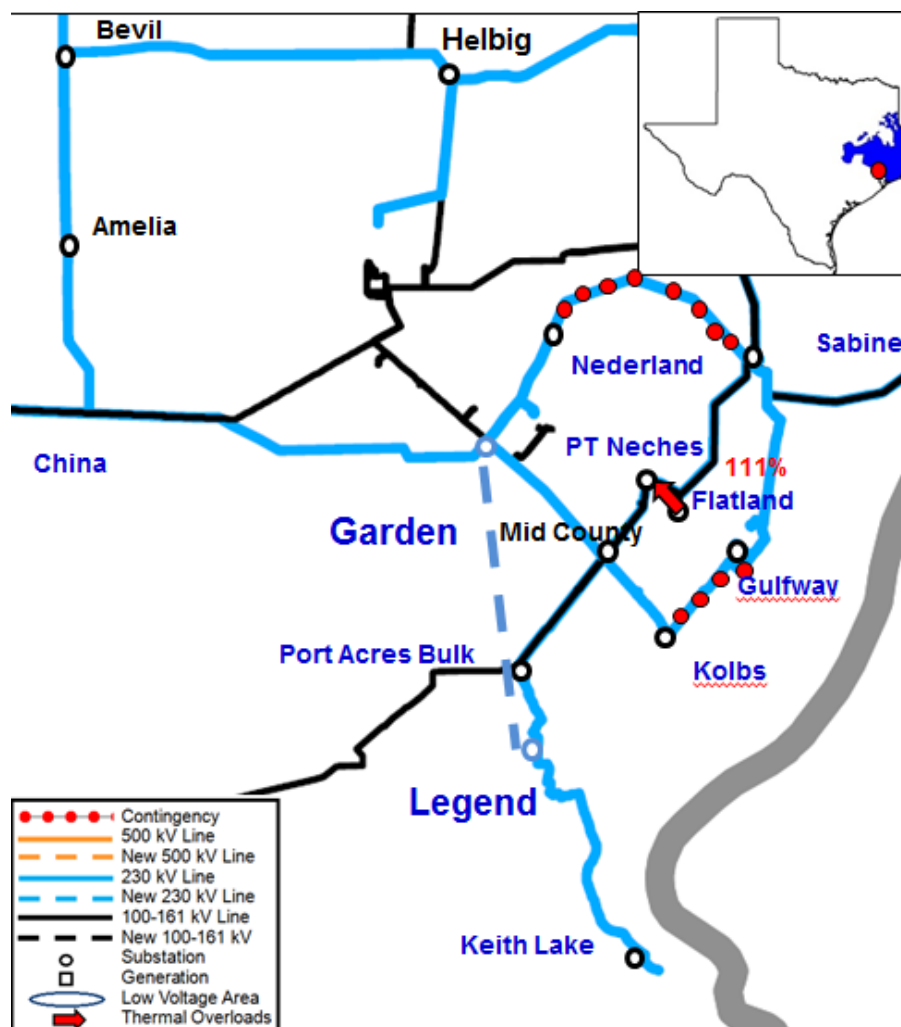 Bevil
Helbig
Amelia
Sabine
Nederland
China
PT Neches
111%
Flatland
Garden
Mid County
Gulfway
Port Acres Bulk
Kolbs
Legend
Keith Lake
Contingency
500 kV Line
New 500 kV Line
230 kV Line
New 230 kV Line
100-161 kV Line
New 100-161 kV
Substation
Generation
Low Voltage Area
Thermal Overloads